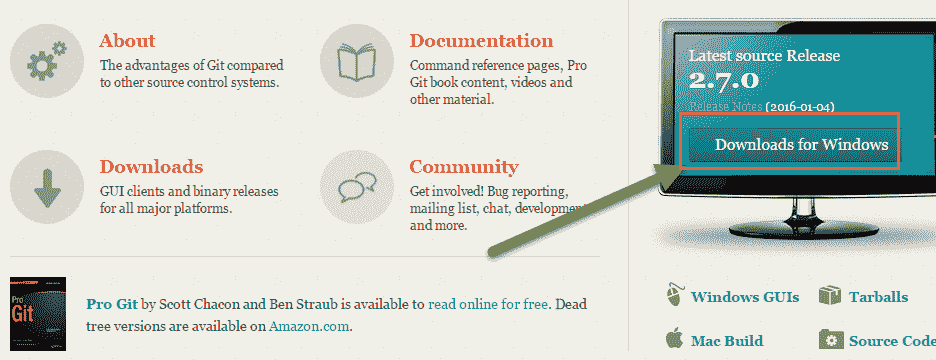 About
The advantages of Git compared
to other source control systems.
Documentation
Command reference pages, Pro
Git book content, videos and
other material.
Downloads
GUI clients and binary releases
for all major platforms.
Community
Get involved! Bug reporting,
mailing list, chat, development
and more.
Pro
Git
Pro Git by Scott Chacon and Ben Straub is available to read online for free. Dead
tree versions are available on Amazon.com.
Latest source Release
2.7.0
Release Notes (2016-01-04)
Downloads for Windows
Windows GUIs
Tarballs
Mac Build
Source Code